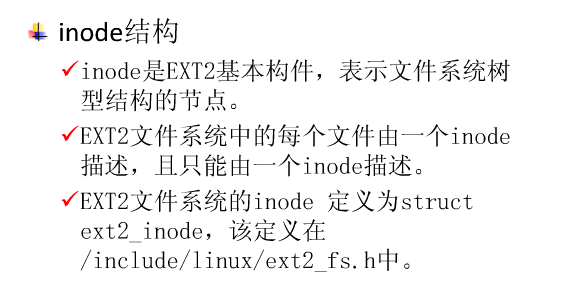 inode结构
inode是EXT2基本构件，表示文件系统树
型结构的节点。
EXT2文件系统中的每个文件由一个inode
描述，且只能由一个inode描述。
EXT2文件系统的inode 定义为struct
ext2_inode，该定义在
/include/linux/ext2_fs.h中。